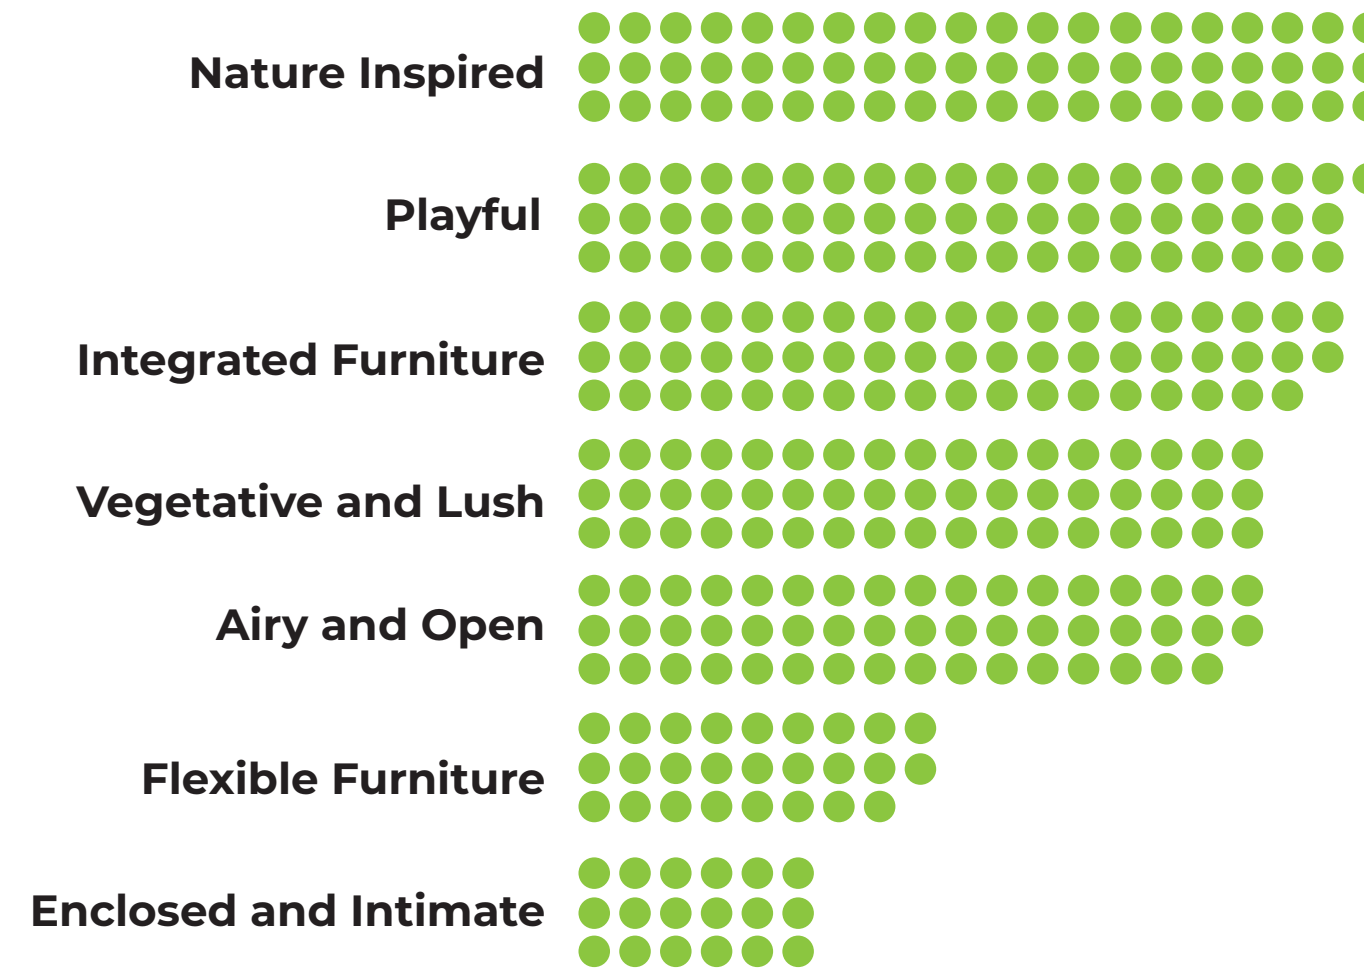 Nature Inspired
Playful
Integrated Furniture
Vegetative and Lush
Airy and Open
Flexible Furniture
Enclosed and Intimate